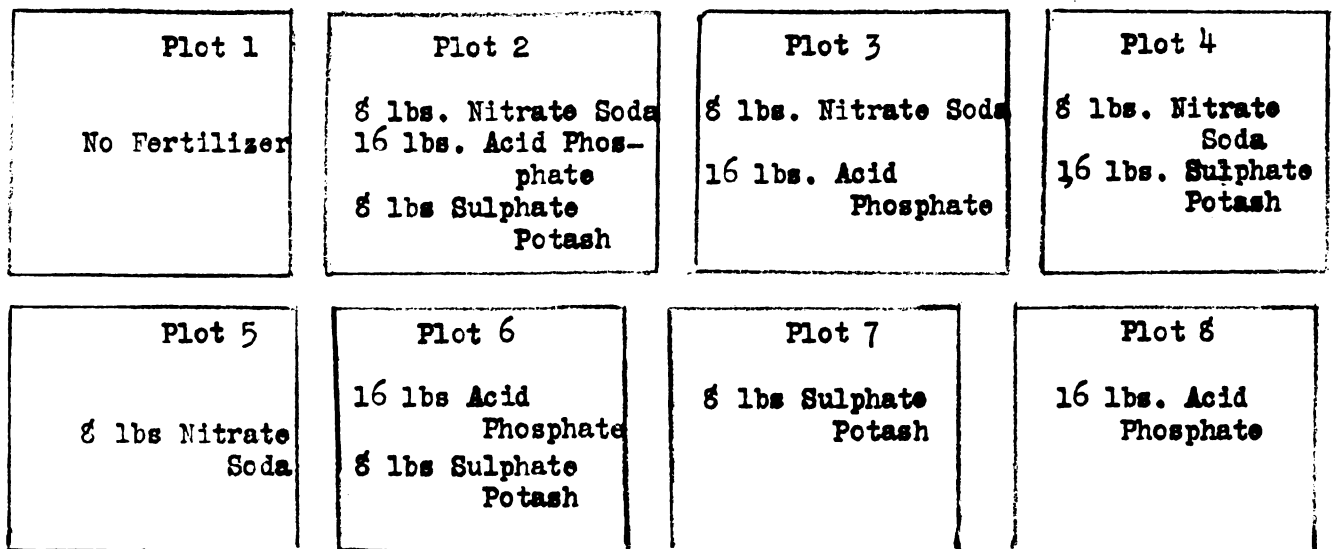 Plot 1
No Fertilizer
Plot 2
8 lbs. Nitrate Soda
16 lbs. Acid Phos-
phate
8 lbs Sulphate
Potash
Plot 3
8 lbs. Nitrate Soda
16 lbs. Acid
Phosphate
Plot 4
8 lbs. Nitrate
Soda
16 lbs. Sulphate
Potash
Plot 5
8 lbs Nitrate
Soda
Plot 6
16 lbs Acid
Phosphate
8 lbs Sulphate
Potash
Plot 7
8 lbs Sulphate
Potash
Plot 8
16 lbs. Acid
Phosphate